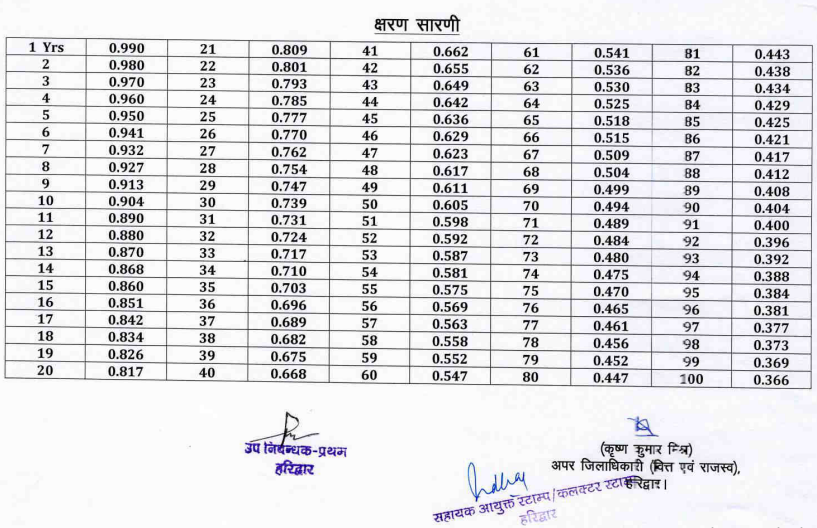 क्षरण सारणी
1 Yrs 0.990 21 0.809 41 0.662 61 0.541 81 0.443
2 0.980 22 0.801 42 0.655 62 0.536 82 0.438
3 0.970 23 0.793 43 0.649 63 0.530 83 0.434
4 0.960 24 0.785 44 0.642 64 0.525 84 0.429
5 0.950 25 0.777 45 0.636 65 0.518 85 0.425
6 0.941 26 0.770 46 0.629 66 0.515 86 0.421
7 0.932 27 0.762 47 0.623 67 0.509 87 0.417
8 0.927 28 0.754 48 0.617 68 0.504 88 0.412
9 0.913 29 0.747 49 0.611 69 0.499 89 0.408
10 0.904 30 0.739 50 0.605 70 0.494 90 0.404
11 0.890 31 0.731 51 0.598 71 0.489 91 0.400
12 0.880 32 0.724 52 0.592 72 0.484 92 0.396
13 0.870 33 0.717 53 0.587 73 0.480 93 0.392
14 0.868 34 0.710 54 0.581 74 0.475 94 0.388
15 0.860 35 0.703 55 0.575 75 0.470 95 0.384
16 0.851 36 0.696 56 0.569 76 0.465 96 0.381
17 0.842 37 0.689 57 0.563 77 0.461 97 0.377
18 0.834 38 0.682 58 0.558 78 0.456 98 0.373
19 0.826 39 0.675 59 0.552 79 0.452 99 0.369
20 0.817 40 0.668 60 0.547 80 0.447 100 0.366
उप निबन्धक-प्रथम
हरिद्वार
(कृष्ण कुमार मिश्र)
अपर जिलाधिकारी (वित्त एवं राजस्व),
हरिद्वार।
सहायक आयुक्त स्टाम्प/कलक्टर स्टाम्प
हरिद्वार